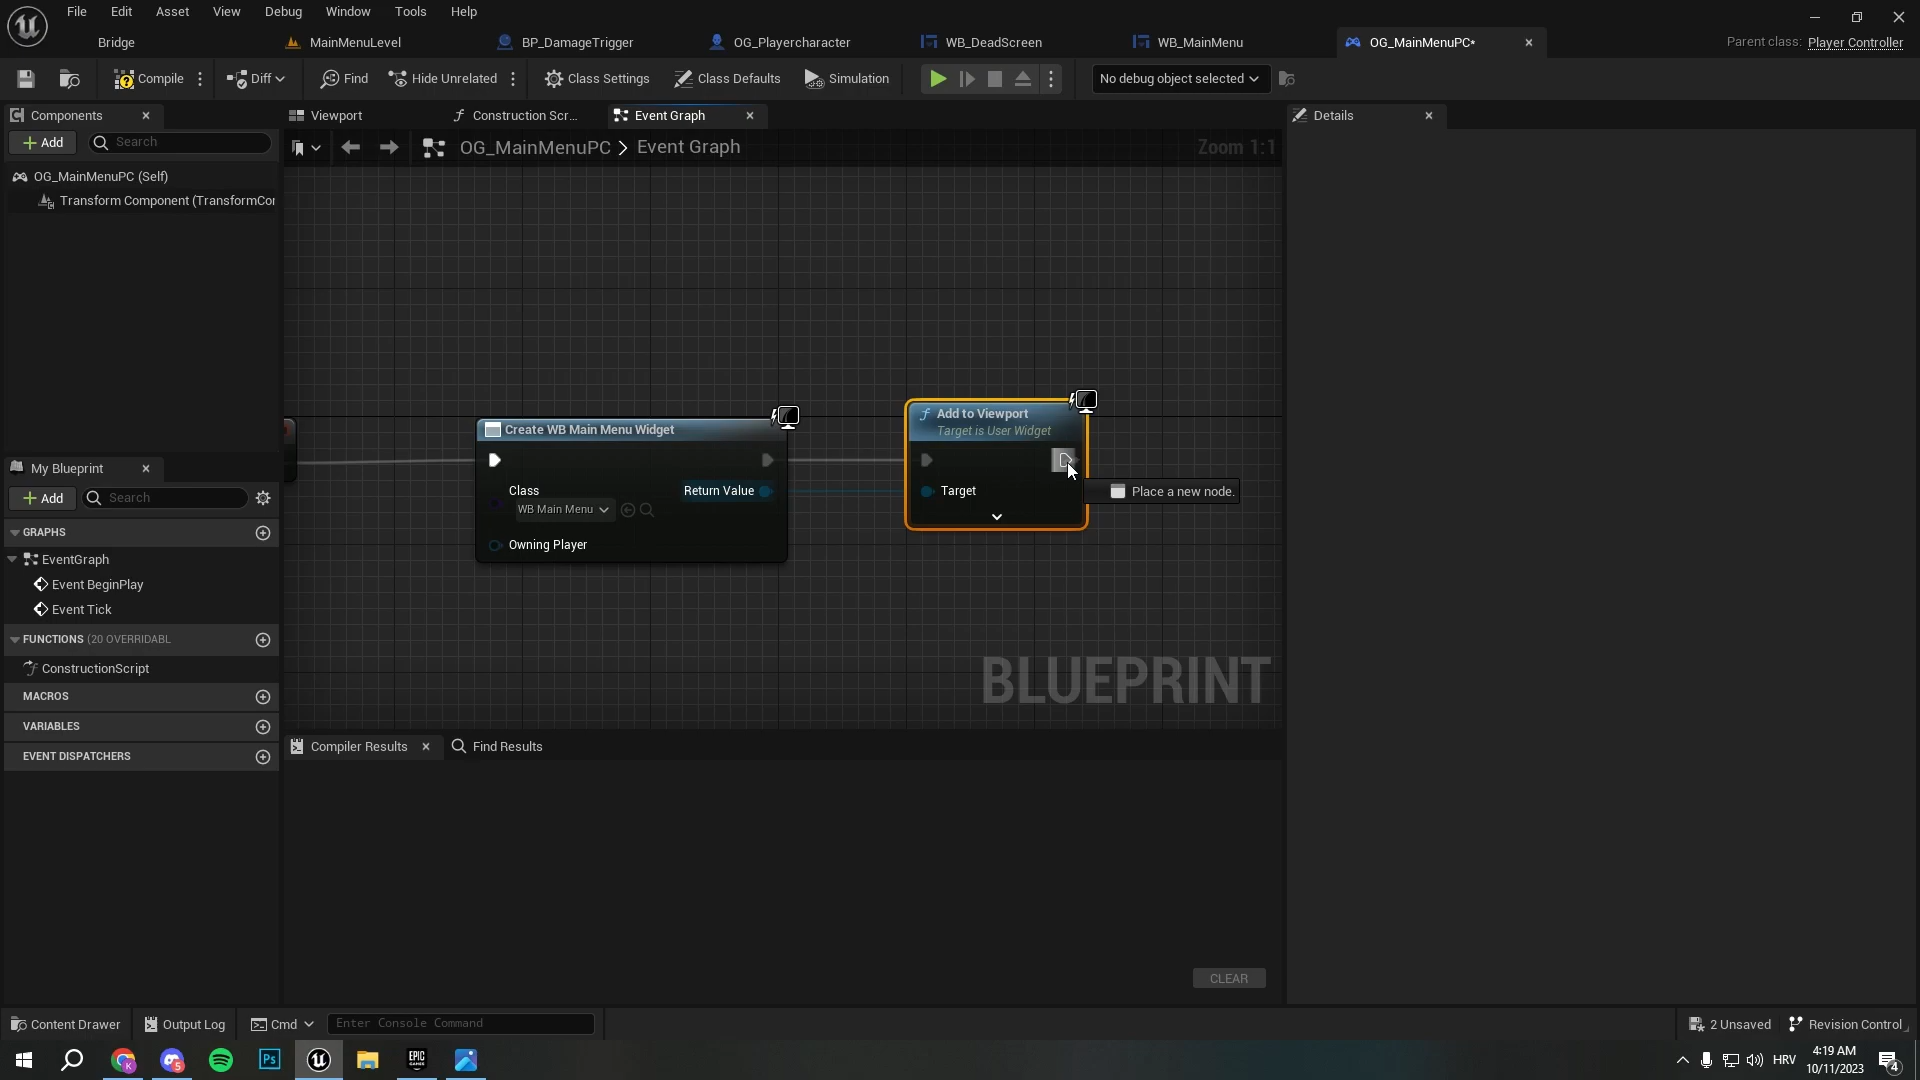 File Edit Asset View Debug Window Tools Help
Bridge MainMenuLevel BP_DamageTrigger OG_Playercharacter WB_DeadScreen WB_MainMenu OG_MainMenuPC* Parent class: Player Controller
Compile Diff Find Hide Unrelated Class Settings Class Defaults Simulation No debug object selected
Components
Add Search
OG_MainMenuPC (Self)
Transform Component (TransformCor
My Blueprint
Add Search
GRAPHS
EventGraph
Event BeginPlay
Event Tick
FUNCTIONS (20 OVERRIDABL
ConstructionScript
MACROS
VARIABLES
EVENT DISPATCHERS
Viewport Construction Scr... Event Graph
OG_MainMenuPC > Event Graph Zoom 1:1
Create WB Main Menu Widget
Class
WB Main Menu
Return Value
Owning Player
Add to Viewport
Target is User Widget
Target
Place a new node.
BLUEPRINT
Compiler Results Find Results
CLEAR
Details
Content Drawer Output Log Cmd Enter Console Command 2 Unsaved Revision Control
K 5 Ps EPIC GAMES HRV 4:19 AM
10/11/2023 4